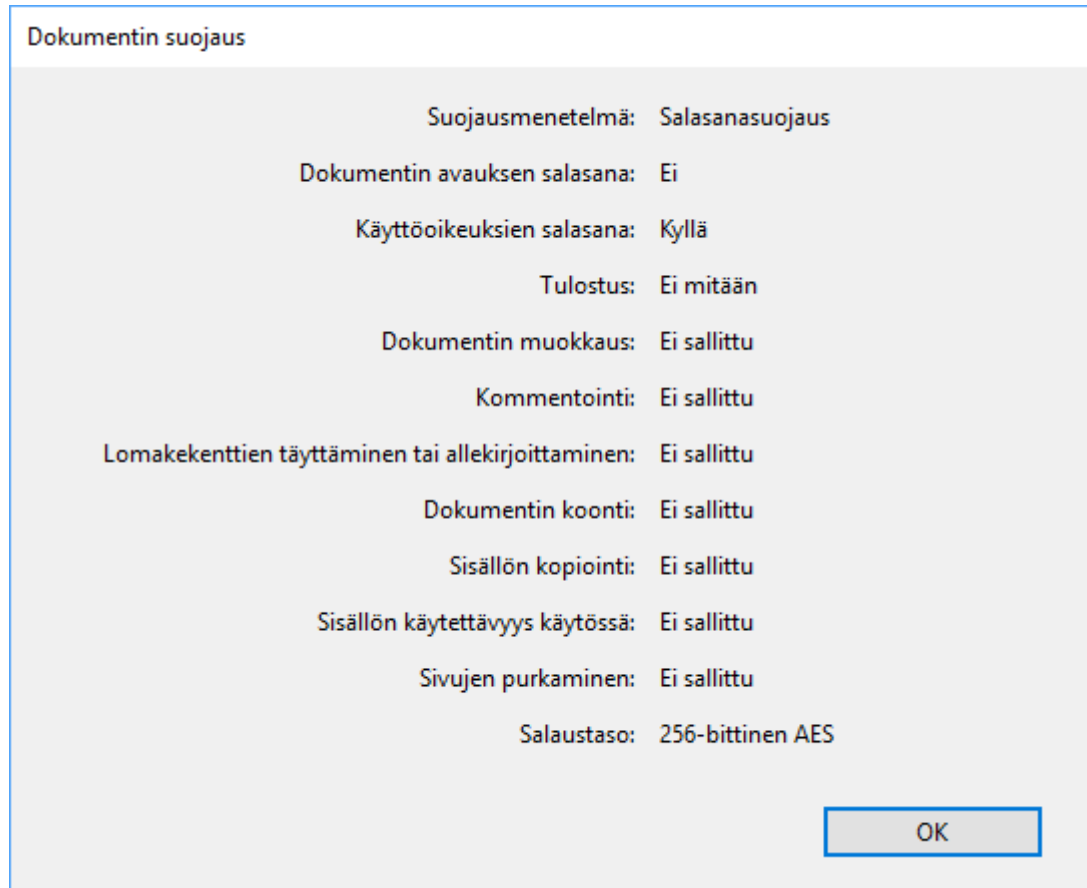 Dokumentin suojaus
Suojausmenetelmä: Salasanasuojaus
Dokumentin avauksen salasana: Ei
Käyttöoikeuksien salasana: Kyllä
Tulostus: Ei mitään
Dokumentin muokkaus: Ei sallittu
Kommentointi: Ei sallittu
Lomakekenttien täyttäminen tai allekirjoittaminen: Ei sallittu
Dokumentin koonti: Ei sallittu
Sisällön kopiointi: Ei sallittu
Sisällön käytettävyys käytössä: Ei sallittu
Sivujen purkaminen: Ei sallittu
Salaustaso: 256-bittinen AES
OK